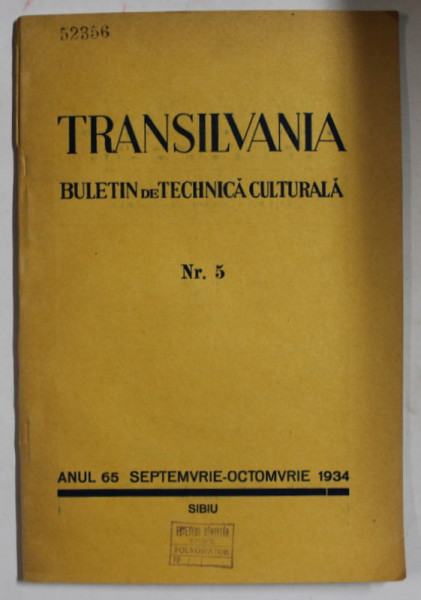 52356
TRANSILVANIA
BULETIN DE TECHNICĂ CULTURALĂ
Nr. 5
ANUL 65 SEPTEMVRIE-OCTOMVRIE 1934
SIBIU